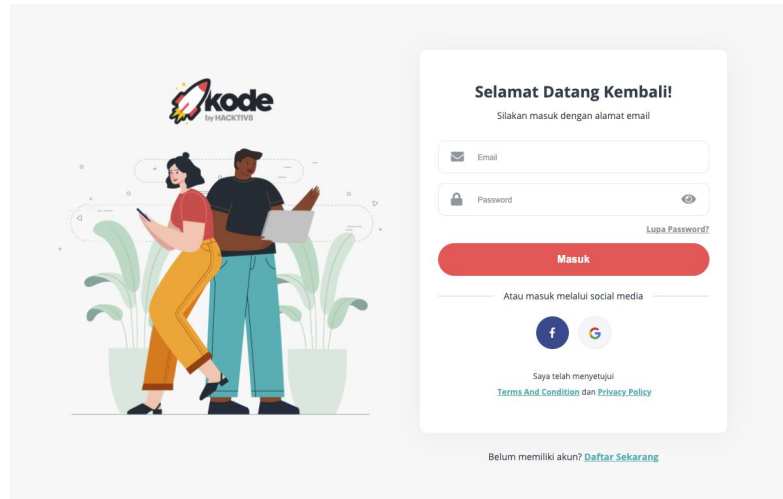 kode
by HACKTIV8
Selamat Datang Kembali!
Silakan masuk dengan alamat email
Email
Password
Lupa Password?
Masuk
Atau masuk melalui social media
f
G
Saya telah menyetujui
Terms And Condition dan Privacy Policy
Belum memiliki akun? Daftar Sekarang